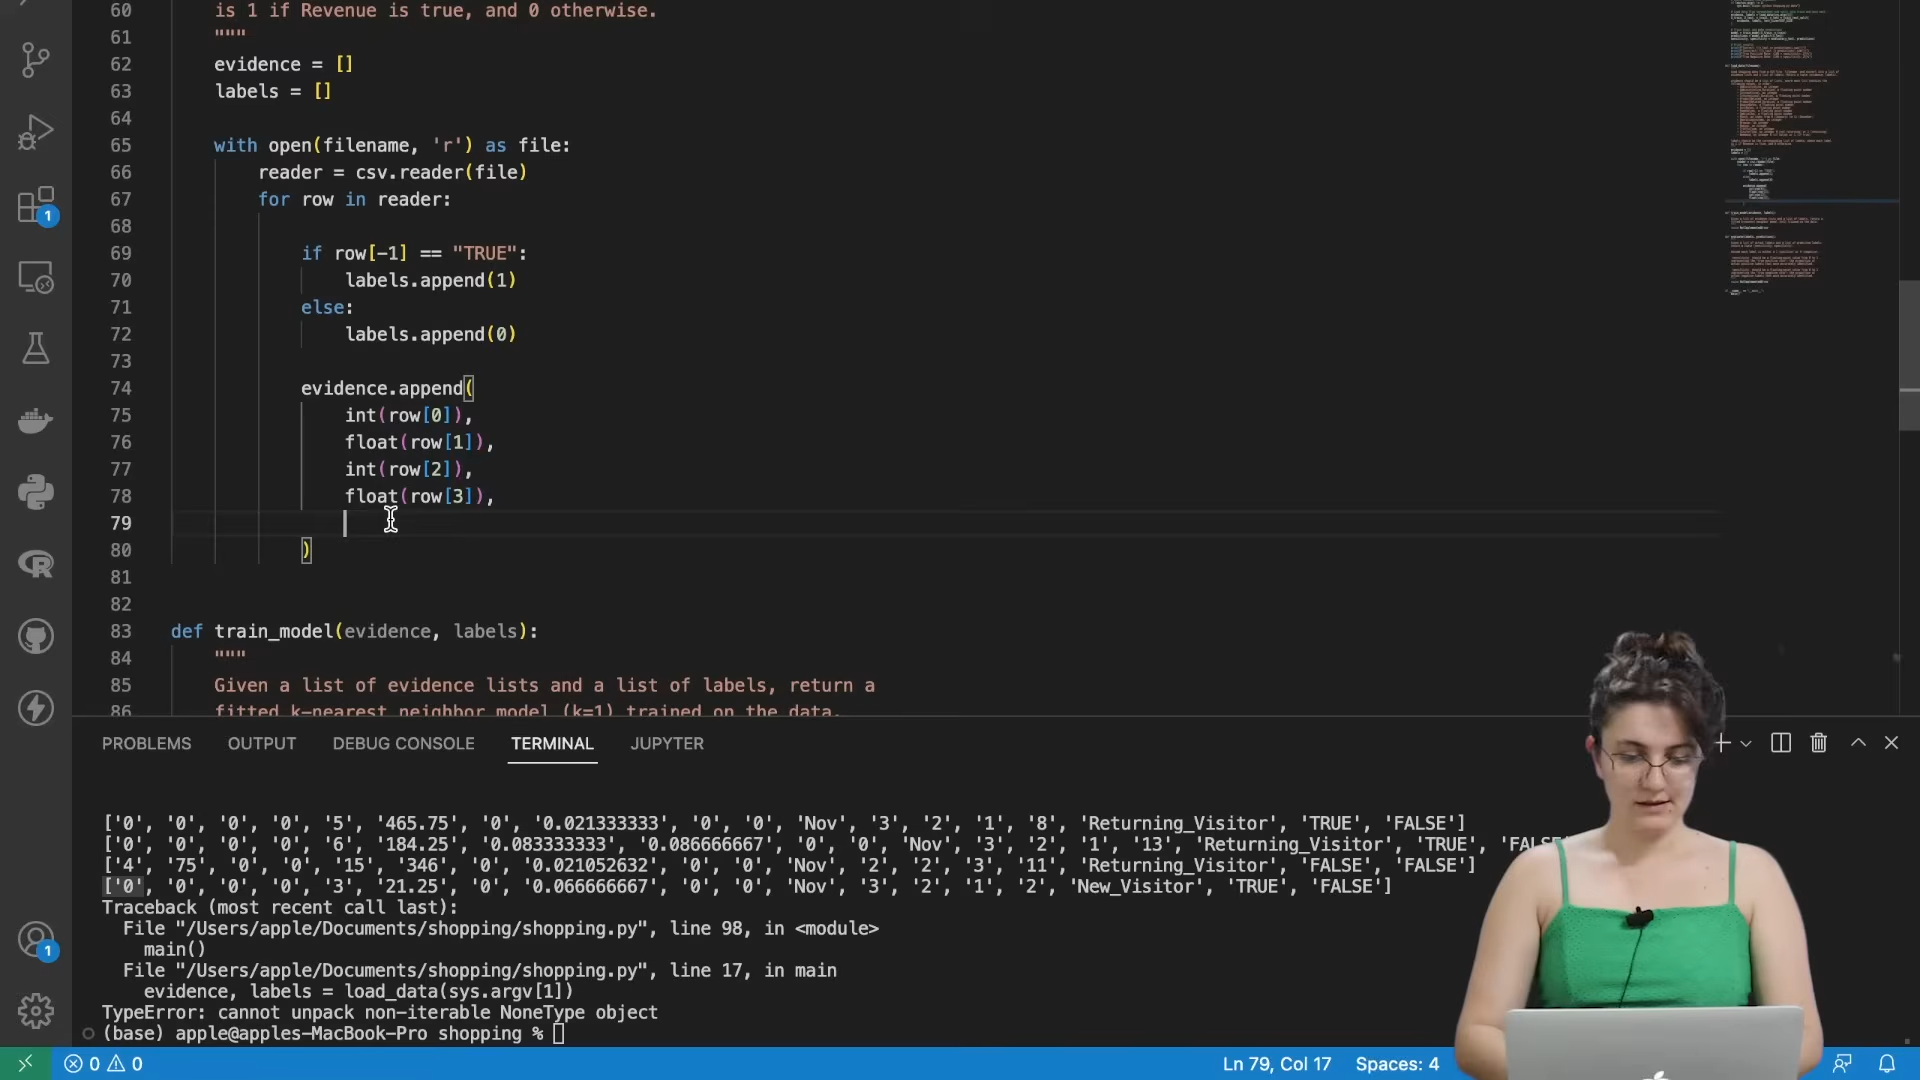 60 is 1 if Revenue is true, and 0 otherwise.
61 """
62 evidence = []
63 labels = []
64
65 with open(filename, 'r') as file:
66 reader = csv.reader(file)
67 for row in reader:
68
69 if row[-1] == "TRUE":
70 labels.append(1)
71 else:
72 labels.append(0)
73
74 evidence.append(
75 int(row[0]),
76 float(row[1]),
77 int(row[2]),
78 float(row[3]),
79
80 )
81
82
83 def train_model(evidence, labels):
84 """
85 Given a list of evidence lists and a list of labels, return a
86 fitted k-nearest neighbor model (k=1) trained on the data.
PROBLEMS OUTPUT DEBUG CONSOLE TERMINAL JUPYTER
['0', '0', '0', '0', '5', '465.75', '0', '0.021333333', '0', '0', 'Nov', '3', '2', '1', '8', 'Returning_Visitor', 'TRUE', 'FALSE']
['0', '0', '0', '0', '6', '184.25', '0.083333333', '0.086666667', '0', '0', 'Nov', '3', '2', '1', '13', 'Returning_Visitor', 'TRUE',
['4', '75', '0', '0', '15', '346', '0', '0.021052632', '0', '0', 'Nov', '2', '2', '3', '11', 'Returning_Visitor', 'FALSE', 'FALSE']
['0', '0', '0', '0', '3', '21.25', '0', '0.066666667', '0', '0', 'Nov', '3', '2', '1', '2', 'New_Visitor', 'TRUE', 'FALSE']
Traceback (most recent call last):
File "/Users/apple/Documents/shopping/shopping.py", line 98, in <module>
main()
File "/Users/apple/Documents/shopping/shopping.py", line 17, in main
evidence, labels = load_data(sys.argv[1])
TypeError: cannot unpack non-iterable NoneType object
(base) apple@apples-MacBook-Pro shopping %
0 0 Ln 79, Col 17 Spaces: 4
1
1